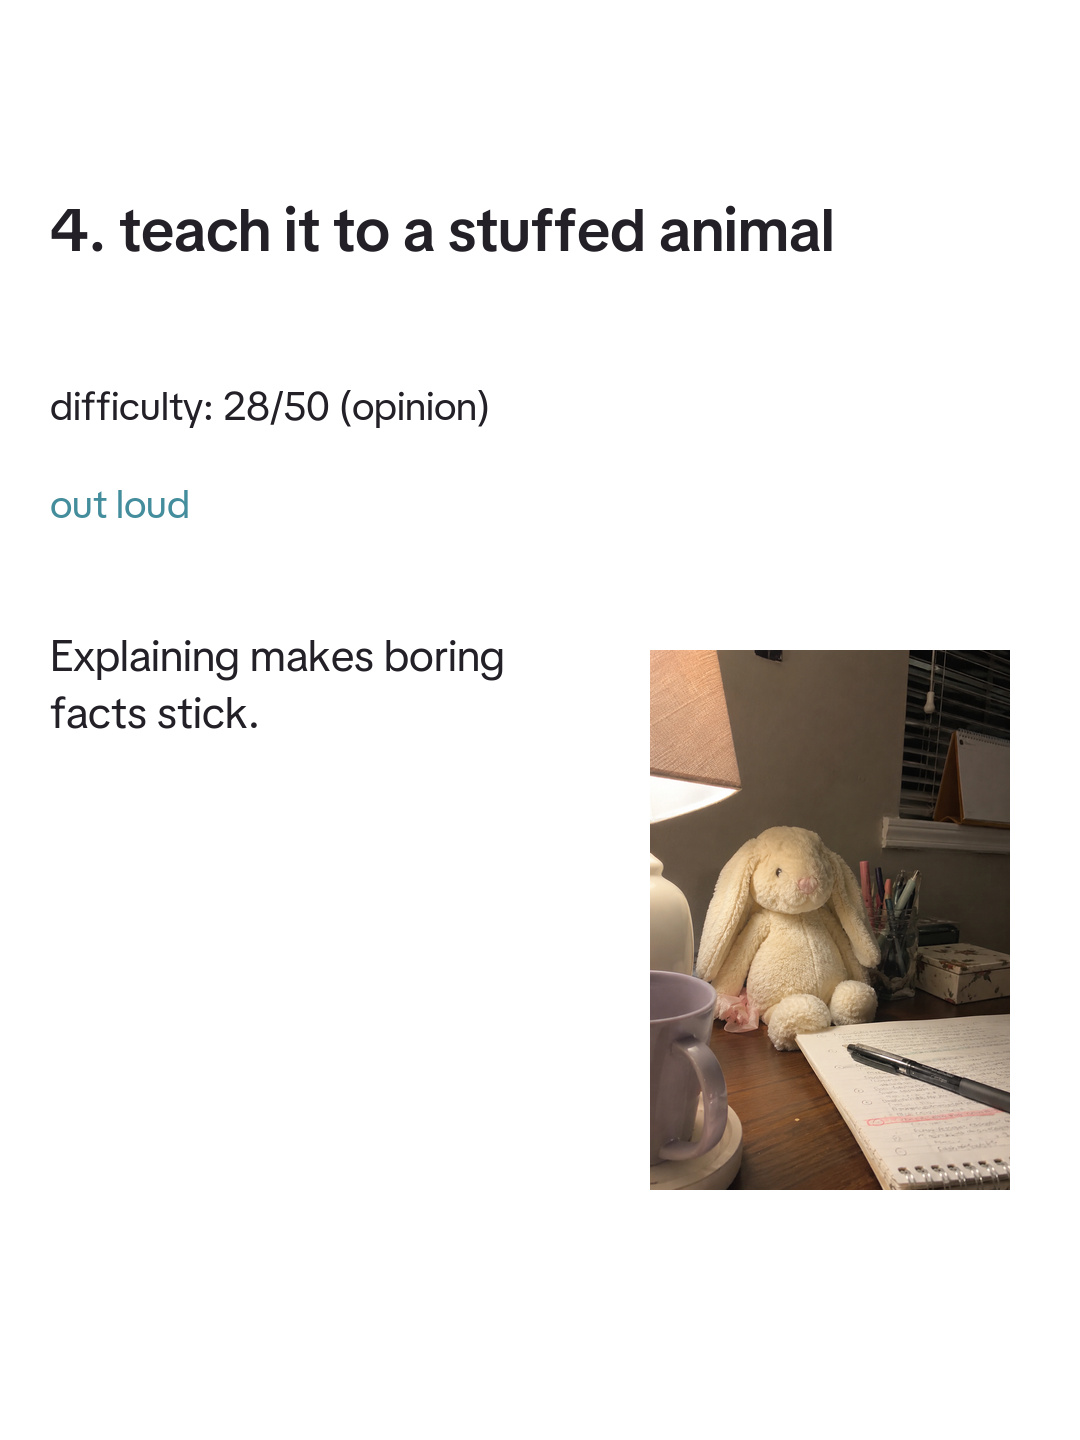 4. teach it to a stuffed animal
difficulty: 28/50 (opinion)
out loud
Explaining makes boring
facts stick.